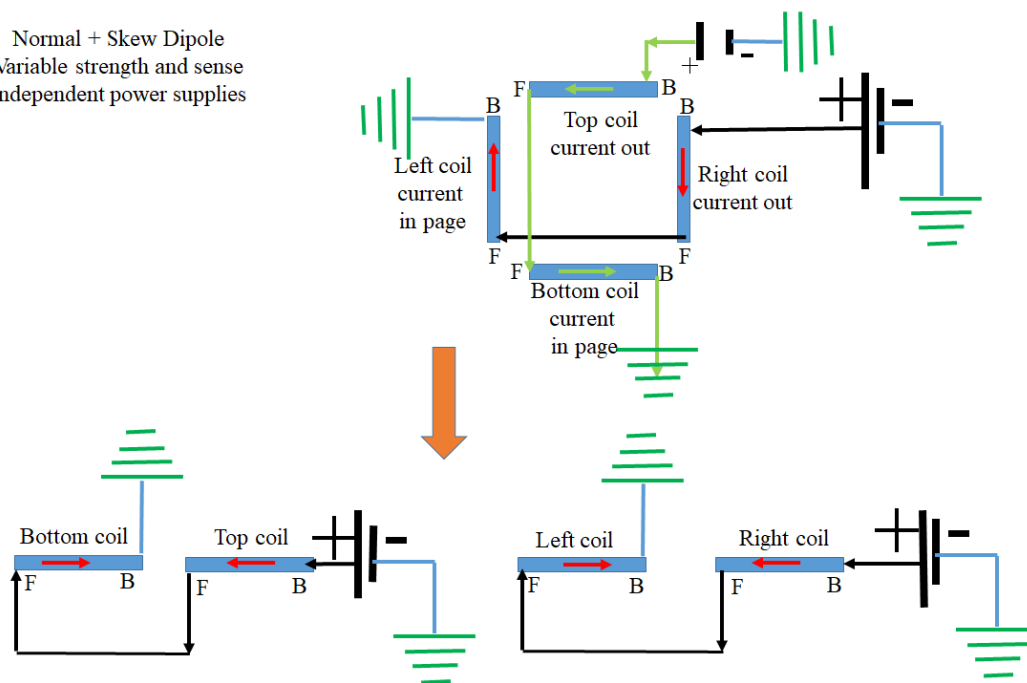 Normal + Skew Dipole
Variable strength and sense
ndependent power supplies
+
-
F
B
B
Top coil
current out
B
+
-
Left coil
current
in page
Right coil
current out
F
F
F
B
Bottom coil
current
in page
Bottom coil
F
B
Top coil
F
B
+
-
Left coil
F
B
Right coil
F
B
+
-